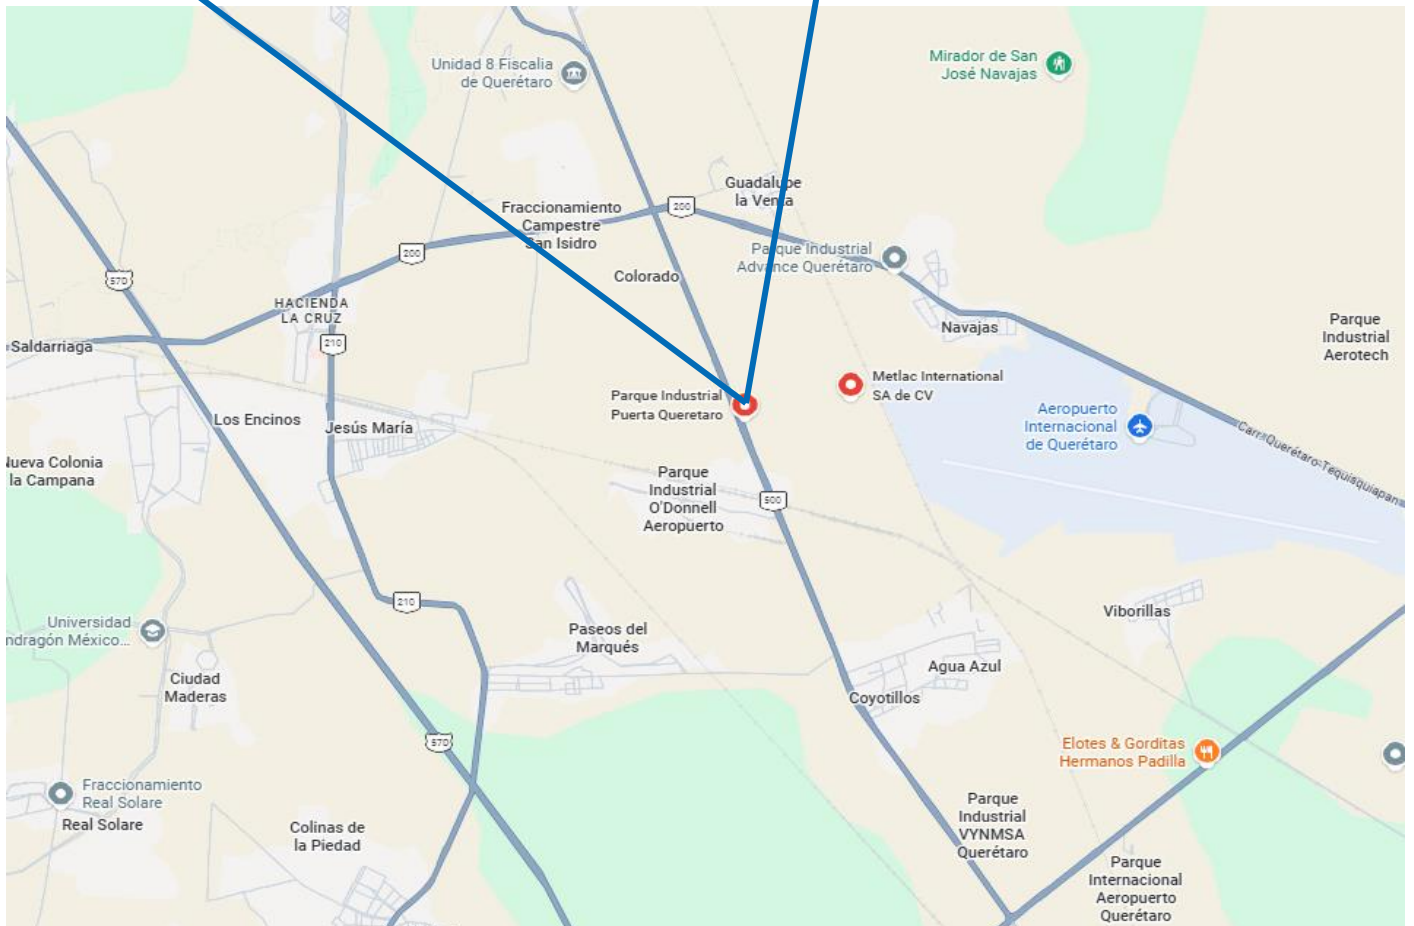 Unidad 8 Fiscalia
de Querétaro
Mirador de San
José Navajas
Guadalupe
la Venta
200
Fraccionamiento
Campestre
San Isidro
200
Parque Industrial
Advance Querétaro
Colorado
570
HACIENDA
LA CRUZ
Navajas
Parque
Industrial
Aerotech
Saldarriaga
210
Metlac International
SA de CV
Parque Industrial
Puerta Queretaro
Los Encinos
Jesús María
Aeropuerto
Internacional
de Querétaro
Carr. Querétaro-Tequisquiapan
Nueva Colonia
la Campana
Parque
Industrial
O'Donnell
Aeropuerto
500
210
Universidad
ndragón México...
Paseos del
Marqués
Viborillas
Ciudad
Maderas
Agua Azul
Coyotillos
570
Elotes & Gorditas
Hermanos Padilla
Fraccionamiento
Real Solare
Real Solare
Colinas de
la Piedad
Parque
Industrial
VYNMSA
Querétaro
Parque
Internacional
Aeropuerto
Querétaro